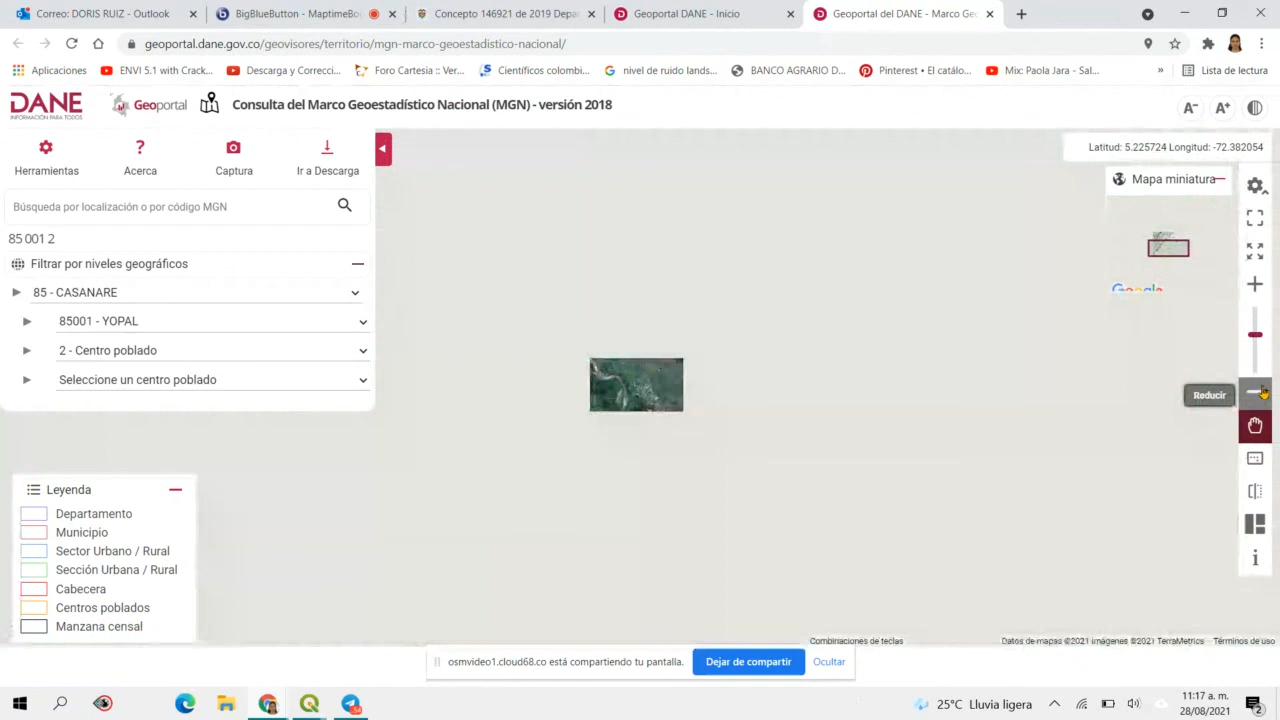 Correo: DORIS RUIZ - Outlook
BigBlueButton - MaptimeBo
Concepto 146921 de 2019 Depar
Geoportal DANE - Inicio
Geoportal del DANE - Marco Geo
geoportal.dane.gov.co/geovisores/territorio/mgn-marco-geoestadistico-nacional/
Aplicaciones
ENVI 5.1 with Crack...
Descarga y Correcci...
Foro Cartesia :: Ver...
Científicos colombi...
nivel de ruido lands...
BANCO AGRARIO D...
Pinterest • El catálo...
Mix: Paola Jara - Sal...
»
Lista de lectura
DANE
INFORMACIÓN PARA TODOS
Geoportal
Consulta del Marco Geoestadístico Nacional (MGN) - versión 2018
A-
A+
Herramientas
Acerca
Captura
Ir a Descarga
Latitud: 5.225724 Longitud: -72.382054
Mapa miniatura
Búsqueda por localización o por código MGN
85 001 2
Filtrar por niveles geográficos
85 - CASANARE
85001 - YOPAL
2 - Centro poblado
Seleccione un centro poblado
Google
Reducir
Leyenda
Departamento
Municipio
Sector Urbano / Rural
Sección Urbana / Rural
Cabecera
Centros poblados
Manzana censal
Combinaciones de teclas
Datos de mapas ©2021 imágenes ©2021 TerraMetrics
Términos de uso
osmvideo1.cloud68.co está compartiendo tu pantalla.
Dejar de compartir
Ocultar
54
25°C Lluvia ligera
11:17 a. m.
28/08/2021
2